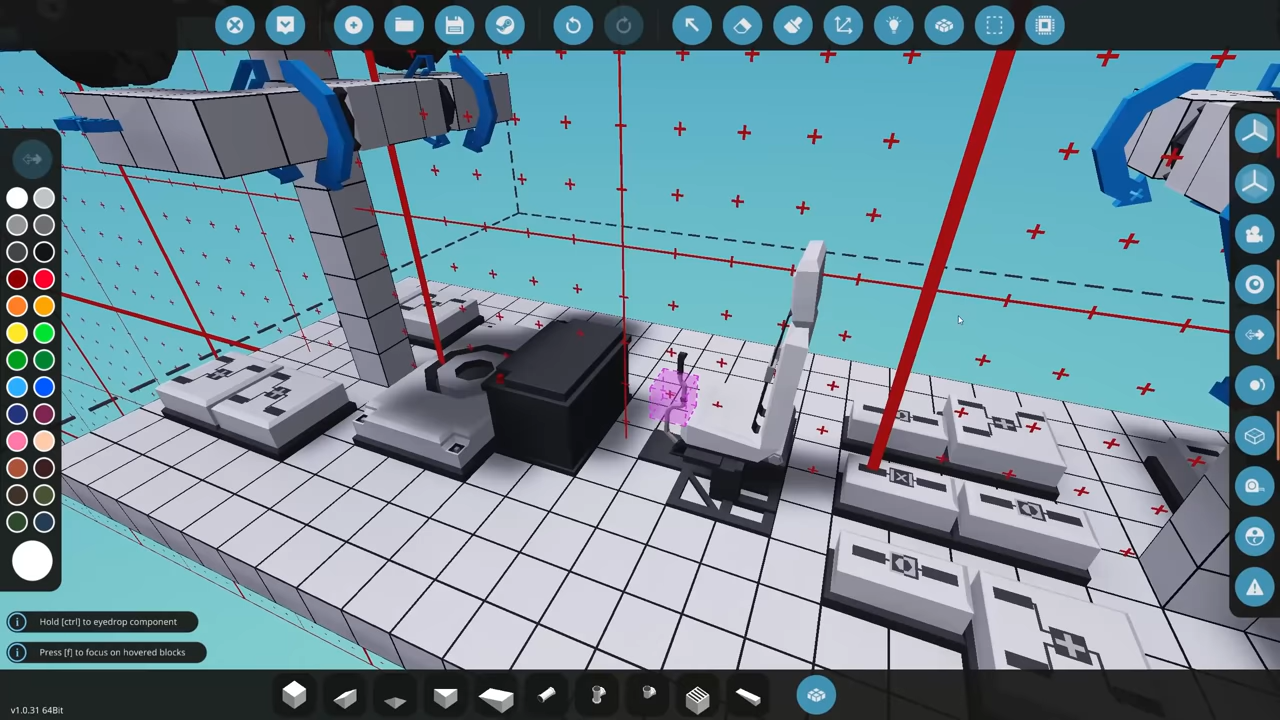 Hold [ctrl] to eyedrop component
Press [f] to focus on hovered blocks
v1.0.31 64Bit